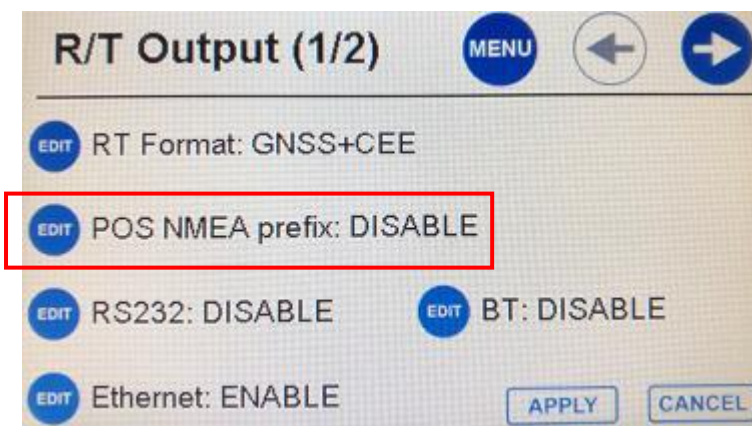 R/T Output (1/2) MENU
EDIT RT Format: GNSS+CEE
EDIT POS NMEA prefix: DISABLE
EDIT RS232: DISABLE EDIT BT: DISABLE
EDIT Ethernet: ENABLE APPLY CANCEL